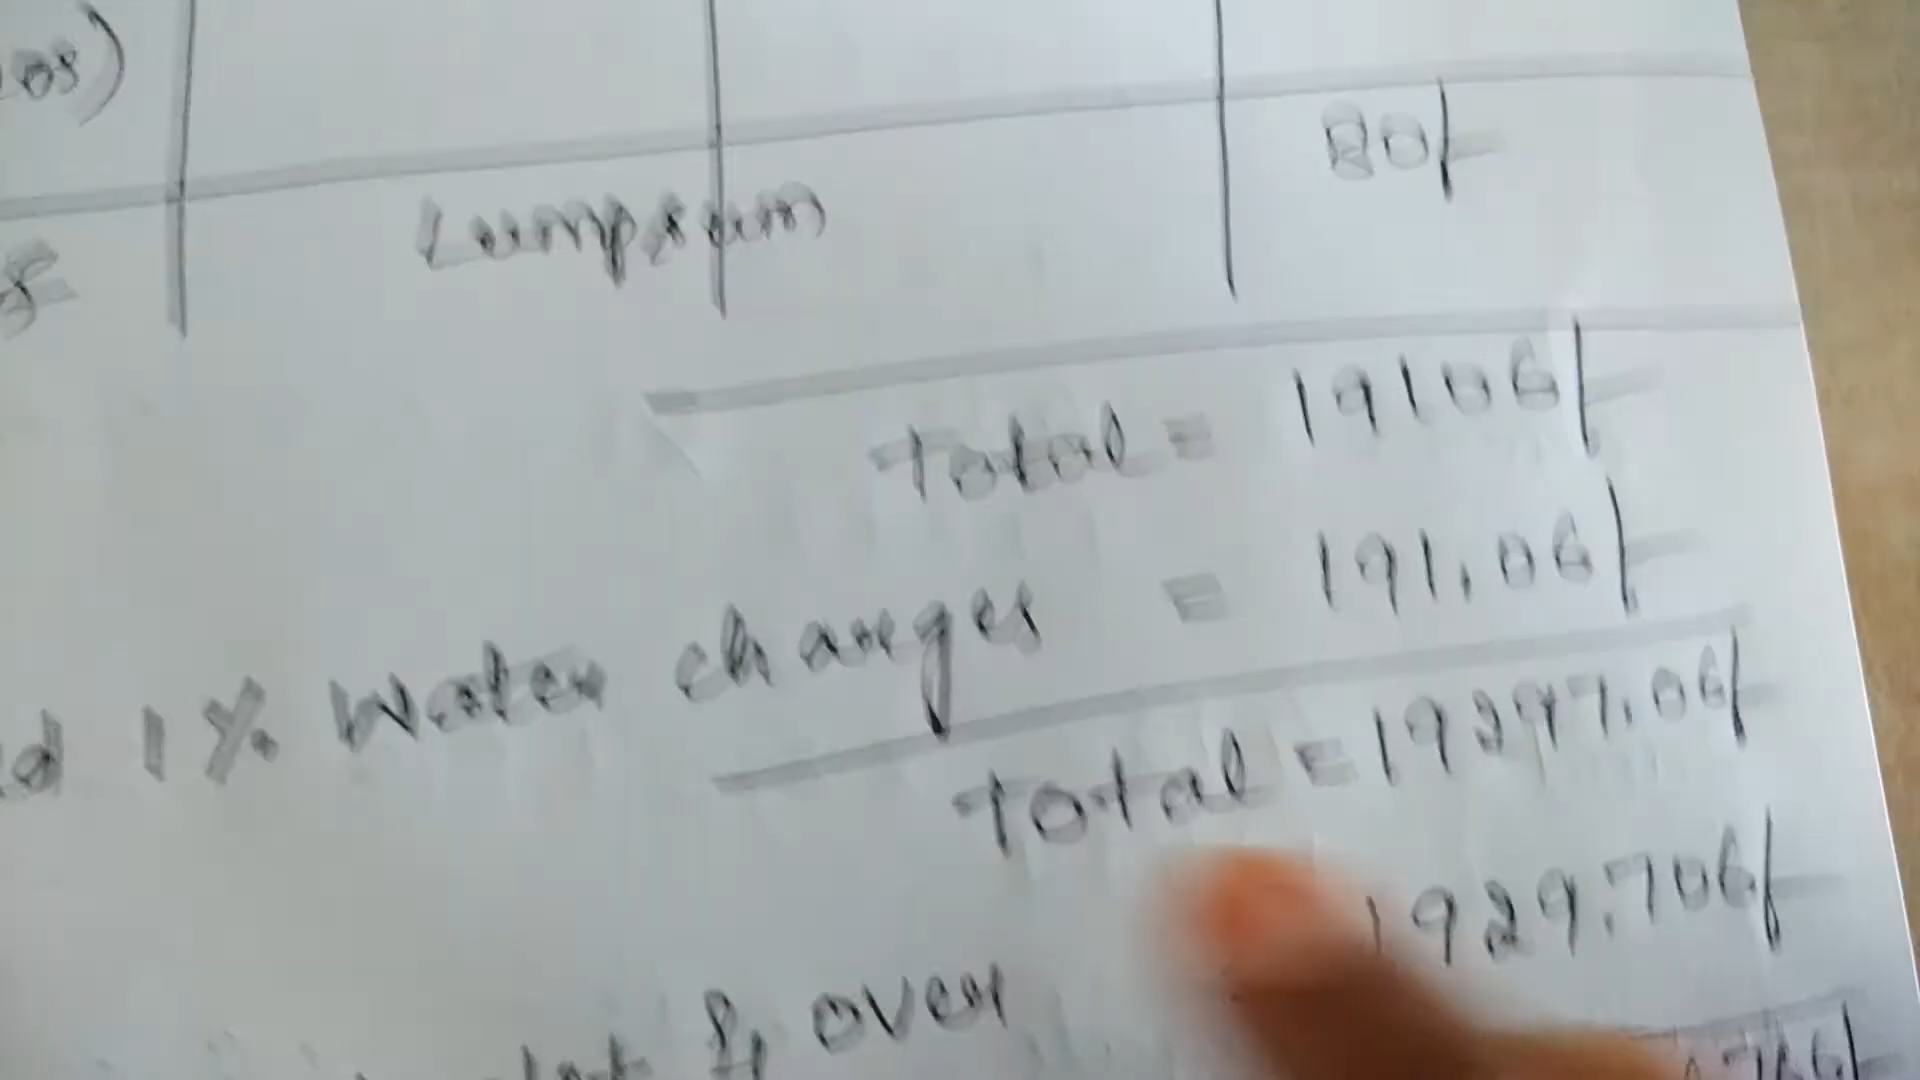 80/-
Lumpsum
Total = 19106/-
1% Water charges = 191.06/-
Total = 19297.06/-
1929.706/-
& over